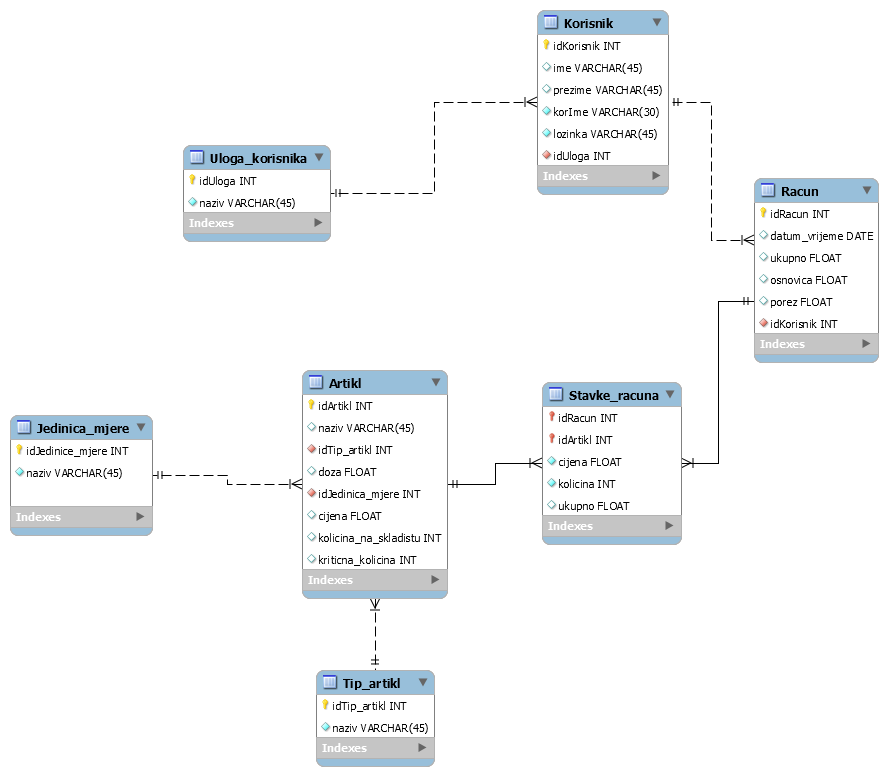 Korisnik
idKorisnik INT
ime VARCHAR(45)
prezime VARCHAR(45)
korIme VARCHAR(30)
lozinka VARCHAR(45)
idUloga INT
Indexes
Uloga_korisnika
idUloga INT
naziv VARCHAR(45)
Indexes
Racun
idRacun INT
datum_vrijeme DATE
ukupno FLOAT
osnovica FLOAT
porez FLOAT
idKorisnik INT
Indexes
Artikl
idArtikl INT
naziv VARCHAR(45)
idTip_artikl INT
doza FLOAT
idJedinica_mjere INT
cijena FLOAT
kolicina_na_skladistu INT
kriticna_kolicina INT
Indexes
Stavke_racuna
idRacun INT
idArtikl INT
cijena FLOAT
kolicina INT
ukupno FLOAT
Indexes
Jedinica_mjere
idJedinice_mjere INT
naziv VARCHAR(45)
Indexes
Tip_artikl
idTip_artikl INT
naziv VARCHAR(45)
Indexes